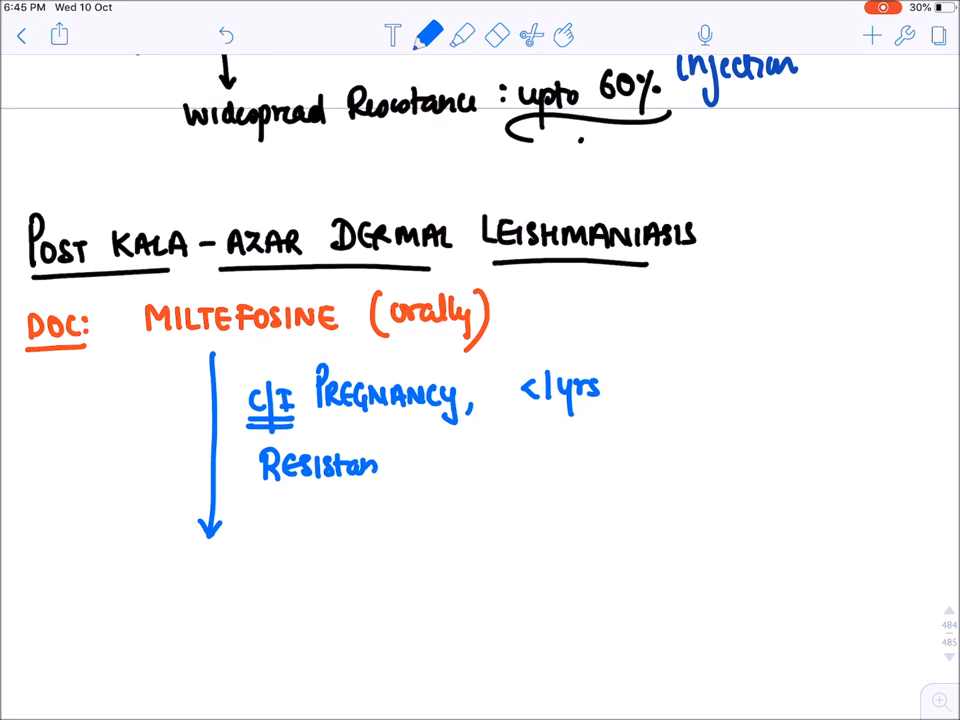 6:45 PM Wed 10 Oct
30%
T
injection
widespread Resistance : upto 60%
POST KALA-AZAR DERMAL LEISHMANIASIS
DOC: MILTEFOSINE (orally)
C/I PREGNANCY, <1yrs
Resistan
484
485